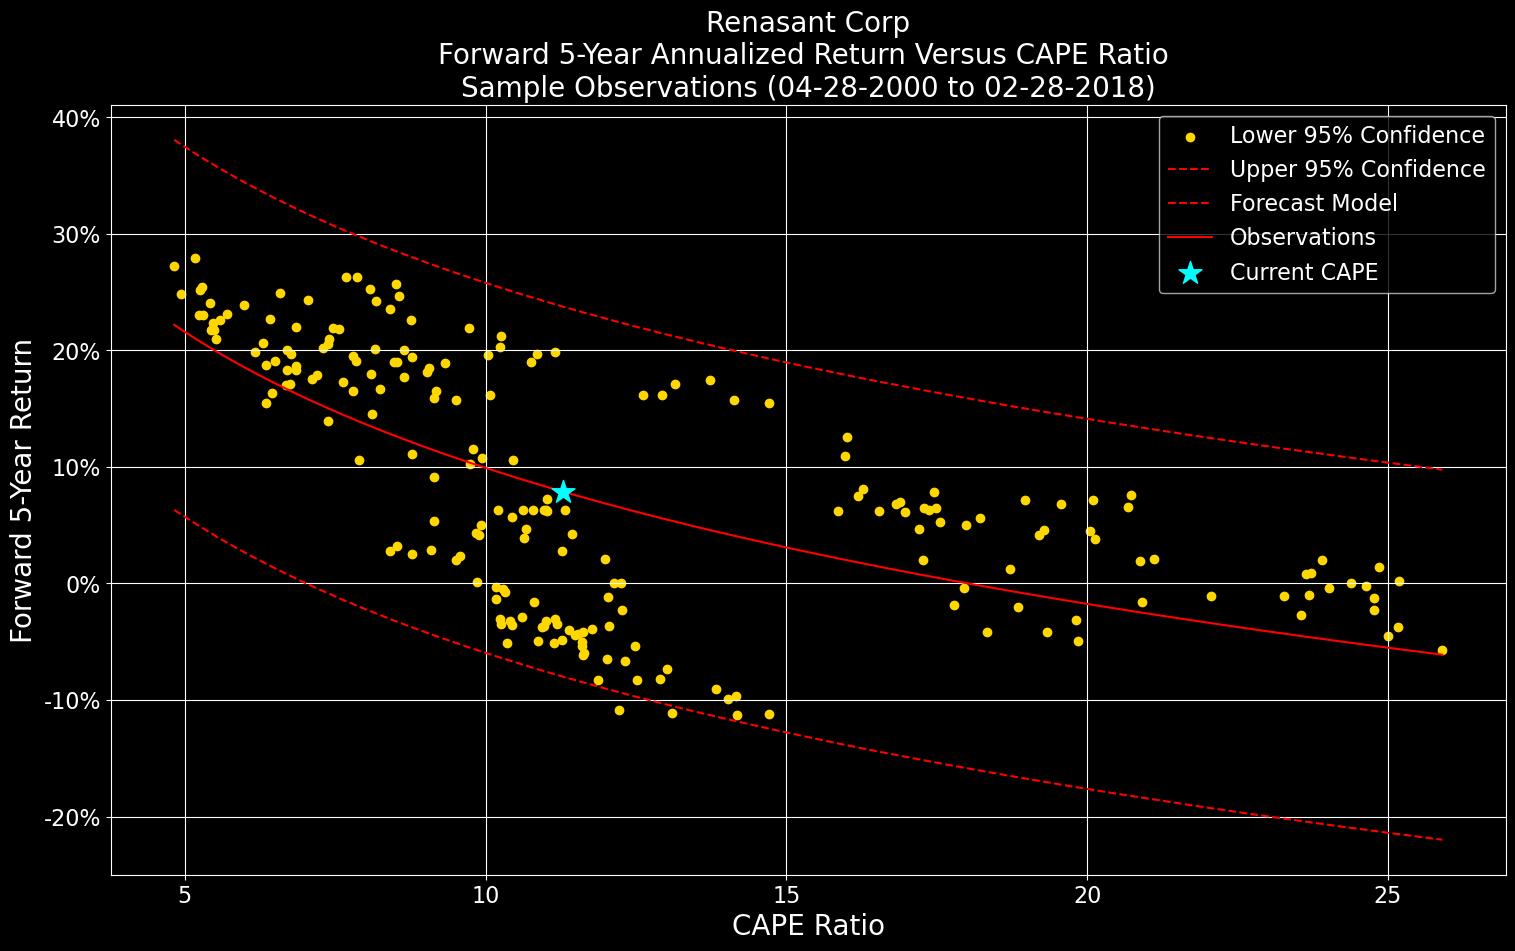 Renasant Corp
Forward 5-Year Annualized Return Versus CAPE Ratio
Sample Observations (04-28-2000 to 02-28-2018)
Lower 95% Confidence
Upper 95% Confidence
Forecast Model
Observations
Current CAPE
Forward 5-Year Return
40%
30%
20%
10%
0%
-10%
-20%
5
10
15
20
25
CAPE Ratio